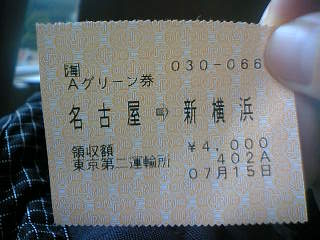 海 030-066
Aグリーン券
名古屋 ⇨ 新横浜
領収額 ¥4,000
東京第二運輸所 402A
07月15日